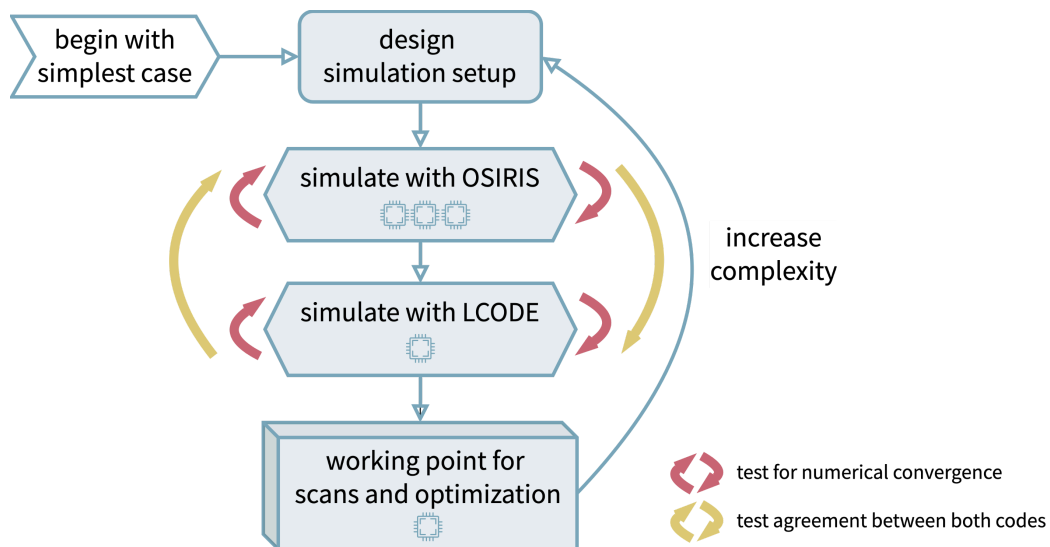 begin with
simplest case
design
simulation setup
simulate with OSIRIS
simulate with LCODE
increase
complexity
working point for
scans and optimization
test for numerical convergence
test agreement between both codes